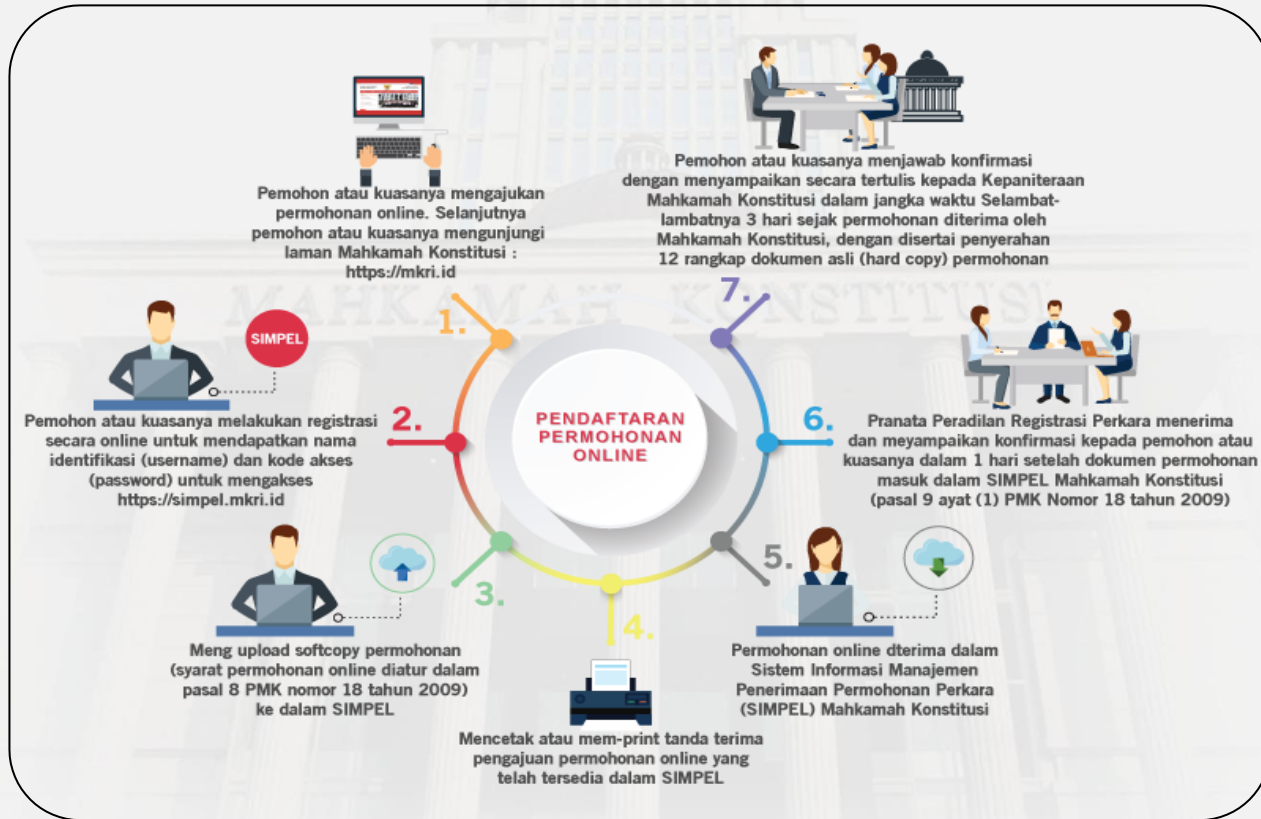 Pemohon atau kuasanya mengajukan
permohonan online. Selanjutnya
pemohon atau kuasanya mengunjungi
laman Mahkamah Konstitusi :
https://mkri.id
1.
SIMPEL
Pemohon atau kuasanya melakukan registrasi
secara online untuk mendapatkan nama
identifikasi (username) dan kode akses
(password) untuk mengakses
https://simpel.mkri.id
2.
Meng upload softcopy permohonan
(syarat permohonan online diatur dalam
pasal 8 PMK nomor 18 tahun 2009)
ke dalam SIMPEL
3.
4.
Mencetak atau mem-print tanda terima
pengajuan permohonan online yang
telah tersedia dalam SIMPEL
5.
Permohonan online dterima dalam
Sistem Informasi Manajemen
Penerimaan Permohonan Perkara
(SIMPEL) Mahkamah Konstitusi
6.
Pranata Peradilan Registrasi Perkara menerima
dan meyampaikan konfirmasi kepada pemohon atau
kuasanya dalam 1 hari setelah dokumen permohonan
masuk dalam SIMPEL Mahkamah Konstitusi
(pasal 9 ayat (1) PMK Nomor 18 tahun 2009)
7.
Pemohon atau kuasanya menjawab konfirmasi
dengan menyampaikan secara tertulis kepada Kepaniteraan
Mahkamah Konstitusi dalam jangka waktu Selambat-
lambatnya 3 hari sejak permohonan diterima oleh
Mahkamah Konstitusi, dengan disertai penyerahan
12 rangkap dokumen asli (hard copy) permohonan
PENDAFTARAN
PERMOHONAN
ONLINE
MAHKAMAH KONSTITUSI